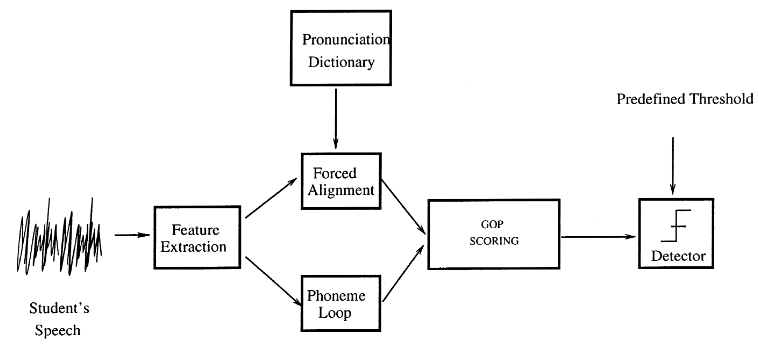 Pronunciation
Dictionary
Predefined Threshold
Forced
Alignment
Feature
Extraction
GOP
SCORING
Detector
Phoneme
Loop
Student's
Speech